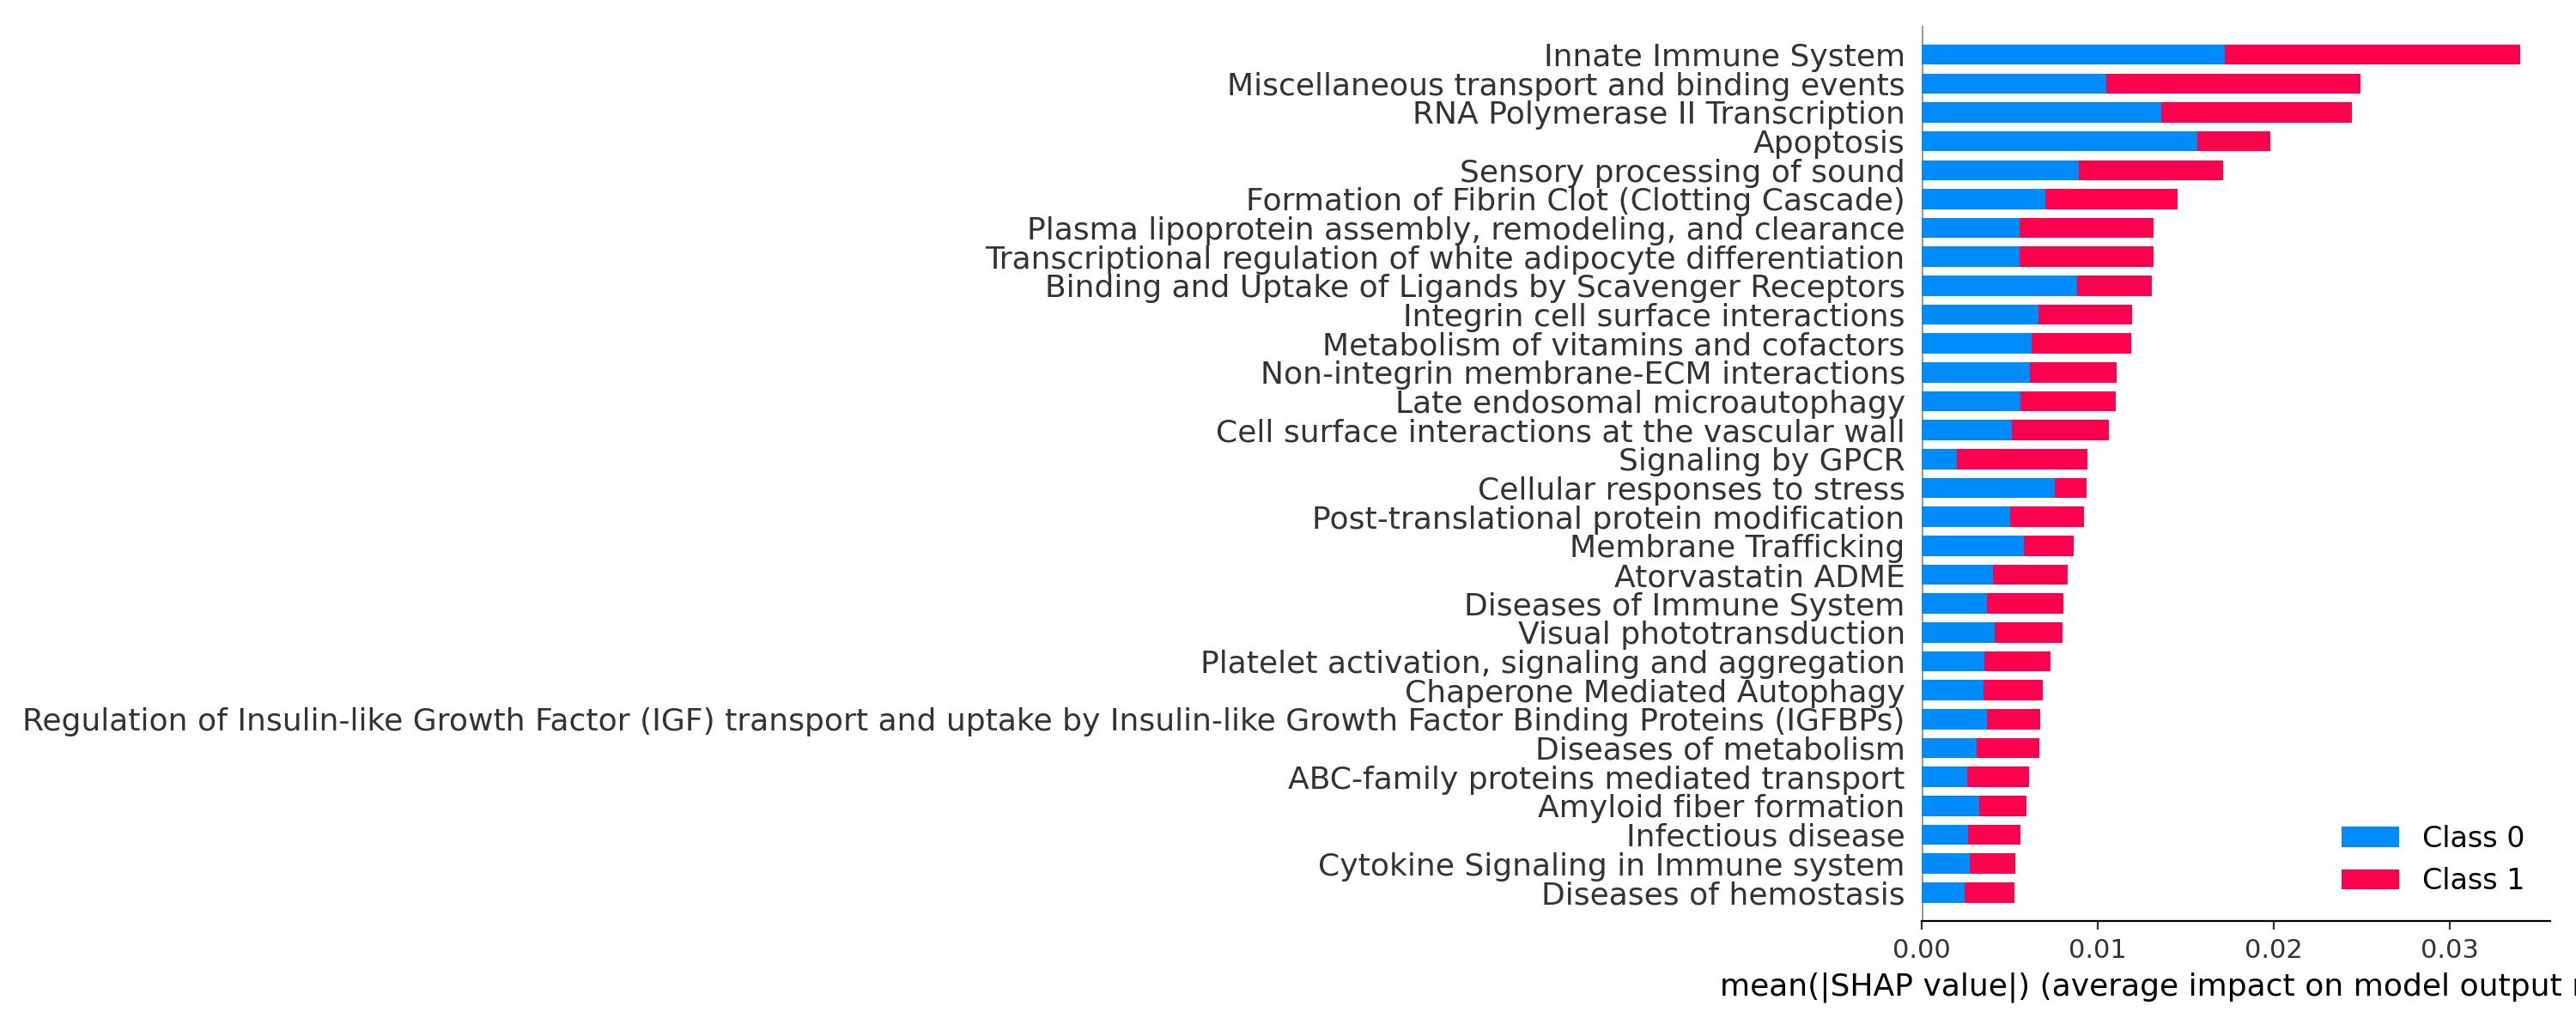 Innate Immune System
Miscellaneous transport and binding events
RNA Polymerase II Transcription
Apoptosis
Sensory processing of sound
Formation of Fibrin Clot (Clotting Cascade)
Plasma lipoprotein assembly, remodeling, and clearance
Transcriptional regulation of white adipocyte differentiation
Binding and Uptake of Ligands by Scavenger Receptors
Integrin cell surface interactions
Metabolism of vitamins and cofactors
Non-integrin membrane-ECM interactions
Late endosomal microautophagy
Cell surface interactions at the vascular wall
Signaling by GPCR
Cellular responses to stress
Post-translational protein modification
Membrane Trafficking
Atorvastatin ADME
Diseases of Immune System
Visual phototransduction
Platelet activation, signaling and aggregation
Chaperone Mediated Autophagy
Regulation of Insulin-like Growth Factor (IGF) transport and uptake by Insulin-like Growth Factor Binding Proteins (IGFBPs)
Diseases of metabolism
ABC-family proteins mediated transport
Amyloid fiber formation
Infectious disease
Cytokine Signaling in Immune system
Diseases of hemostasis
Class 0
Class 1
0.00 0.01 0.02 0.03
mean(|SHAP value|) (average impact on model output